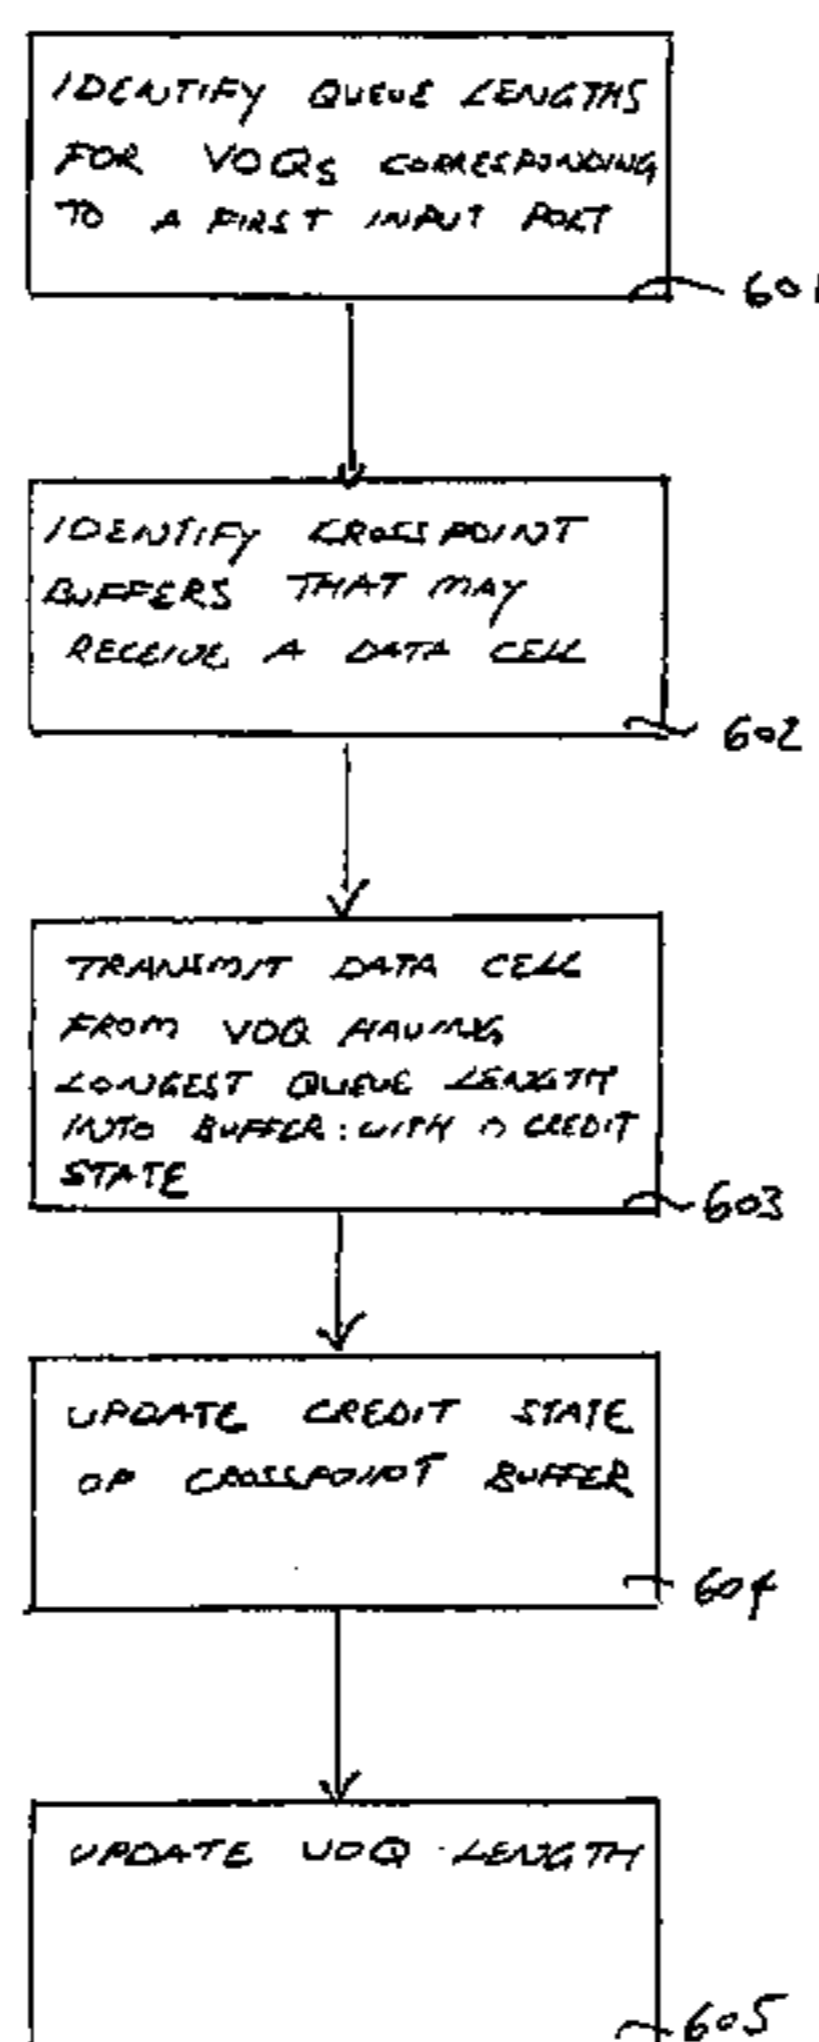 IDENTIFY QUEUE LENGTHS
FOR VOQs CORRESPONDING
TO A FIRST INPUT PORT
601
IDENTIFY CROSSPOINT
BUFFERS THAT MAY
RECEIVE A DATA CELL
602
TRANSMIT DATA CELL
FROM VOQ HAVING
LONGEST QUEUE LENGTH
INTO BUFFER: WITH CREDIT
STATE
603
UPDATE CREDIT STATE
OF CROSSPOINT BUFFER
604
UPDATE VOQ LENGTH
605